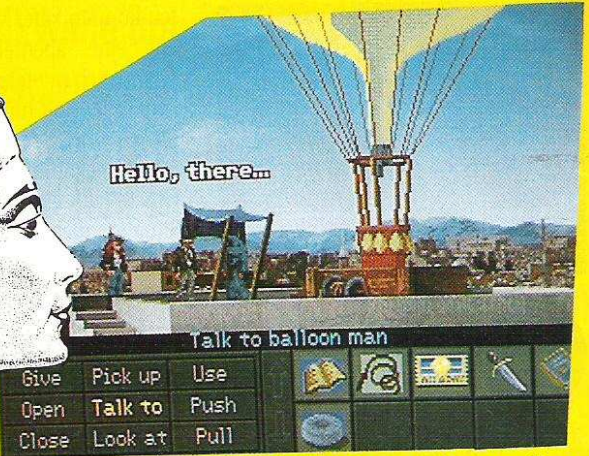 Hello, there...
Talk to balloon man
Give Pick up Use
Open Talk to Push
Close Look at Pull